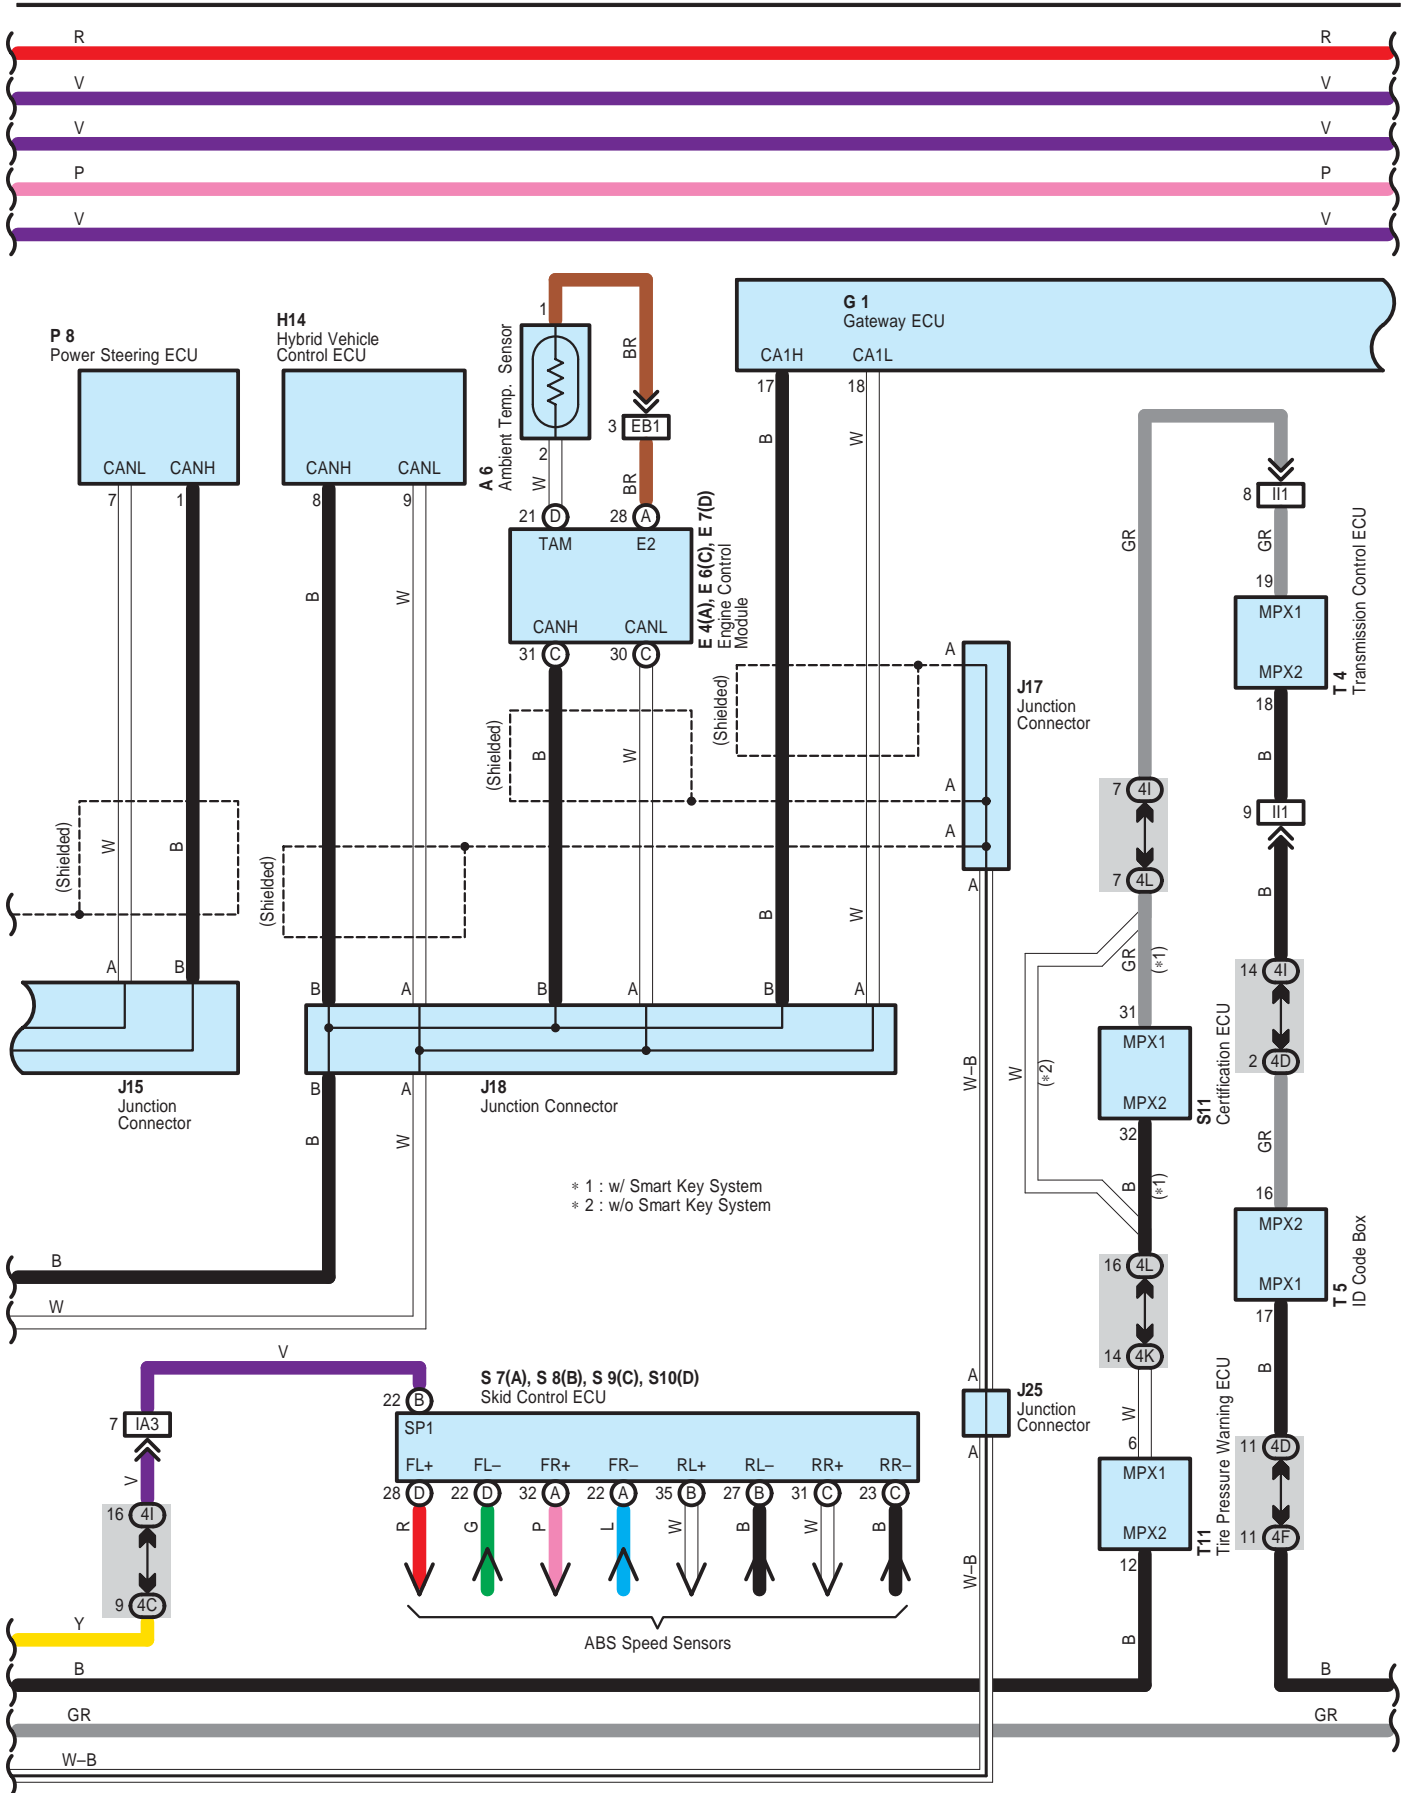 R R
V V
V V
P P
V V
P 8
Power Steering ECU
CANL CANH
7 1
H14
Hybrid Vehicle
Control ECU
CANH CANL
8 9
B W
A 6
Ambient Temp. Sensor
1
2
W
BR
3 EB1
BR
21 D 28 A
TAM E2
CANH CANL
E 4(A), E 6(C), E 7(D)
Engine Control
Module
31 C 30 C
G 1
Gateway ECU
CA1H CA1L
17 18
B W
(Shielded)
W B
(Shielded)
(Shielded)
B W
(Shielded)
B W
A
A
A
J17
Junction
Connector
A
A B
J15
Junction
Connector
B A B A B A
J18
Junction Connector
B A
B W
∗ 1 : w/ Smart Key System
∗ 2 : w/o Smart Key System
B
W
W–B
GR
8 II1
GR
19
MPX1
MPX2
T 4
Transmission Control ECU
18
B
9 II1
B
14 4I
2 4D
GR
16
MPX2
MPX1
T 5
ID Code Box
17
B
11 4D
11 4F
B
7 4I
7 4L
GR
(∗1)
W
(∗2)
31
MPX1
MPX2
S11
Certification ECU
32
B
(∗1)
16 4L
14 4K
W
6
MPX1
MPX2
T11
Tire Pressure Warning ECU
12
B
A
J25
Junction
Connector
A
W–B
V
7 IA3
V
16 4I
9 4C
S 7(A), S 8(B), S 9(C), S10(D)
Skid Control ECU
22 B
SP1
FL+ FL– FR+ FR– RL+ RL– RR+ RR–
28 D 22 D 32 A 22 A 35 B 27 B 31 C 23 C
R G P L W B W B
ABS Speed Sensors
Y
B
GR GR
W–B